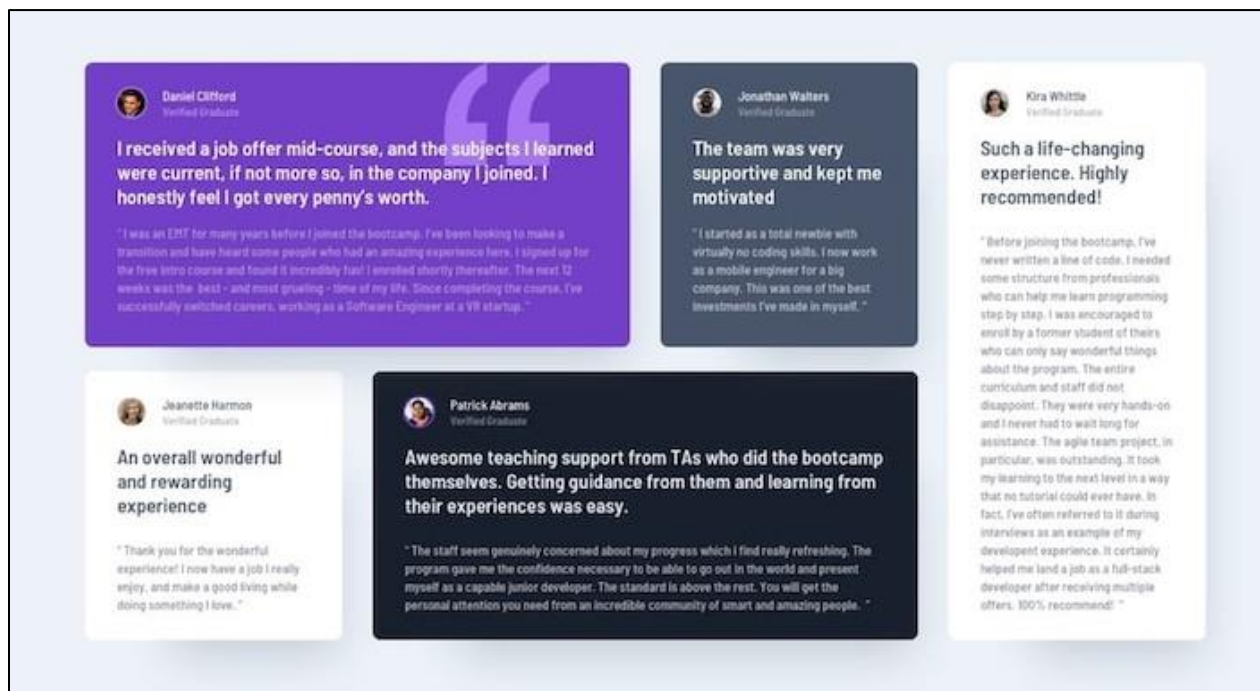 Daniel Clifford
Verified Graduate
I received a job offer mid-course, and the subjects I learned
were current, if not more so, in the company I joined. I
honestly feel I got every penny’s worth.
“ I was an EMT for many years before I joined the bootcamp. I’ve been looking to make a
transition and have heard some people who had an amazing experience here. I signed up for
the free intro course and found it incredibly fun! I enrolled shortly thereafter. The next 12
weeks was the best - and most grueling - time of my life. Since completing the course, I’ve
successfully switched careers, working as a Software Engineer at a VR startup. ”
Jonathan Walters
Verified Graduate
The team was very
supportive and kept me
motivated
“ I started as a total newbie with
virtually no coding skills. I now work
as a mobile engineer for a big
company. This was one of the best
investments I’ve made in myself. ”
Kira Whittle
Verified Graduate
Such a life-changing
experience. Highly
recommended!
“ Before joining the bootcamp, I’ve
never written a line of code. I needed
some structure from professionals
who can help me learn programming
step by step. I was encouraged to
enroll by a former student of theirs
who can only say wonderful things
about the program. The entire
curriculum and staff did not
disappoint. They were very hands-on
and I never had to wait long for
assistance. The agile team project, in
particular, was outstanding. It took
my learning to the next level in a way
that no tutorial could ever have. In
fact, I’ve often referred to it during
interviews as an example of my
developent experience. It certainly
helped me land a job as a full-stack
developer after receiving multiple
offers. 100% recommend! ”
Jeanette Harmon
Verified Graduate
An overall wonderful
and rewarding
experience
“ Thank you for the wonderful
experience! I now have a job I really
enjoy, and make a good living while
doing something I love. ”
Patrick Abrams
Verified Graduate
Awesome teaching support from TAs who did the bootcamp
themselves. Getting guidance from them and learning from
their experiences was easy.
“ The staff seem genuinely concerned about my progress which I find really refreshing. The
program gave me the confidence necessary to be able to go out in the world and present
myself as a capable junior developer. The standard is above the rest. You will get the
personal attention you need from an incredible community of smart and amazing people. ”